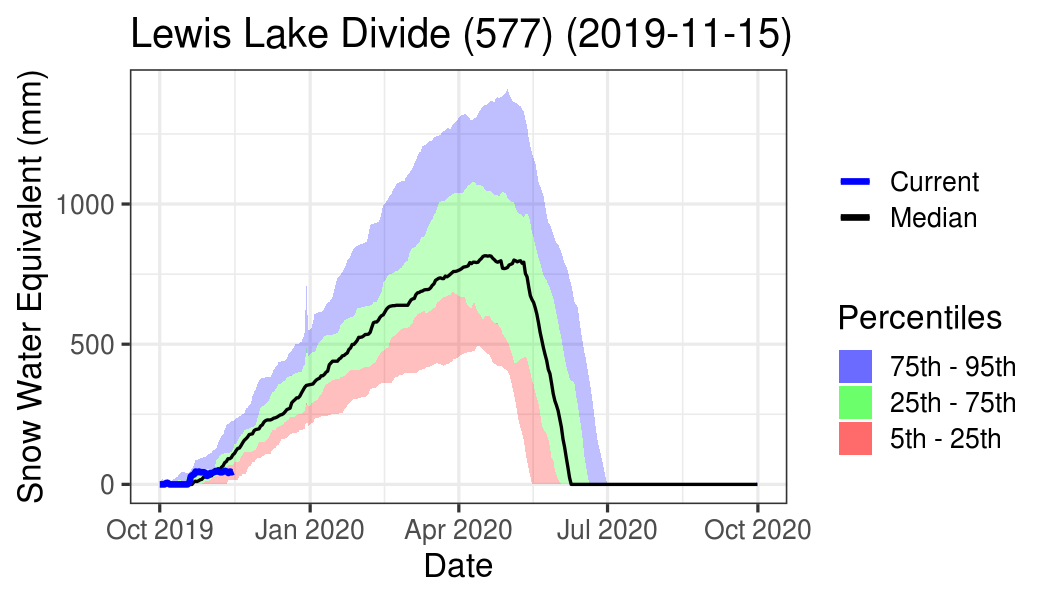 Lewis Lake Divide (577) (2019-11-15)
Snow Water Equivalent (mm)
1000
500
0
Oct 2019 Jan 2020 Apr 2020 Jul 2020 Oct 2020
Date
Current
Median
Percentiles
75th - 95th
25th - 75th
5th - 25th